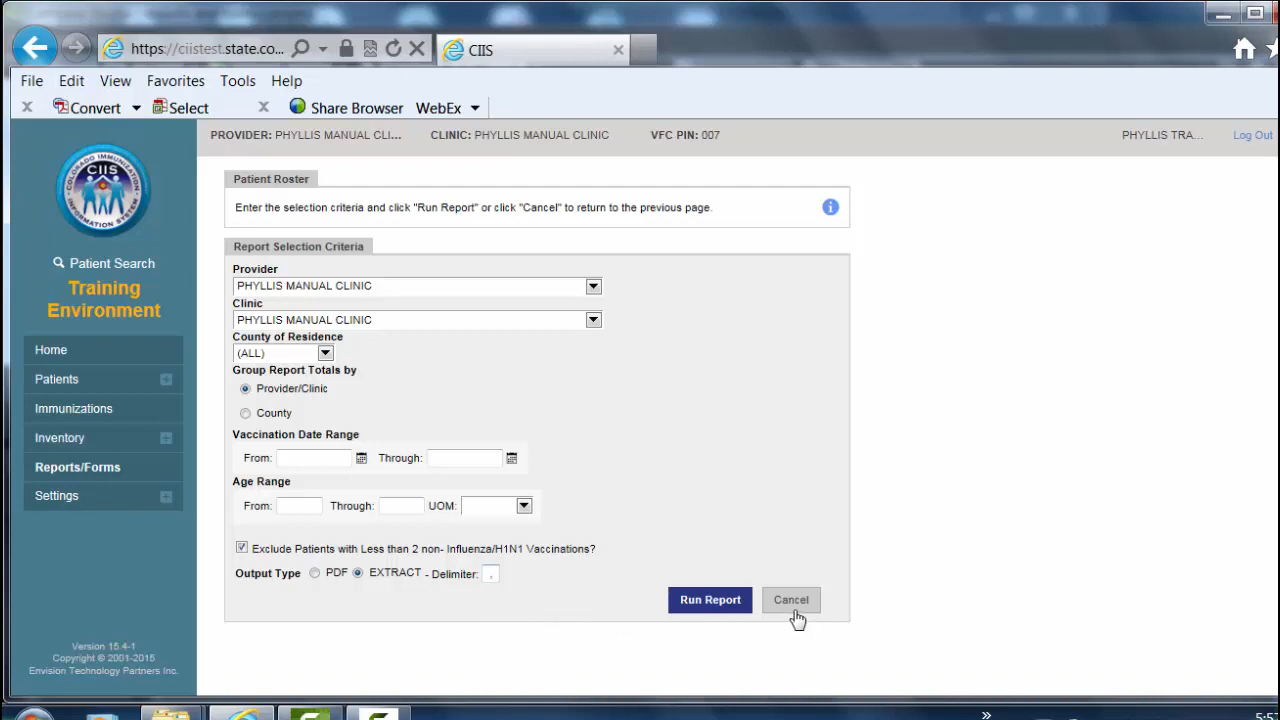 https://ciistest.state.co... CIIS
File Edit View Favorites Tools Help
Convert Select Share Browser WebEx
PROVIDER: PHYLLIS MANUAL CLI... CLINIC: PHYLLIS MANUAL CLINIC VFC PIN: 007 PHYLLIS TRA... Log Out
COLORADO IMMUNIZATION INFORMATION SYSTEM
CIIS
Patient Search
Training
Environment
Home
Patients
Immunizations
Inventory
Reports/Forms
Settings
Version 15.4-1
Copyright © 2001-2015
Envision Technology Partners Inc.
Patient Roster
Enter the selection criteria and click "Run Report" or click "Cancel" to return to the previous page.
Report Selection Criteria
Provider
PHYLLIS MANUAL CLINIC
Clinic
PHYLLIS MANUAL CLINIC
County of Residence
(ALL)
Group Report Totals by
Provider/Clinic
County
Vaccination Date Range
From: Through:
Age Range
From: Through: UOM:
Exclude Patients with Less than 2 non- Influenza/H1N1 Vaccinations?
Output Type PDF EXTRACT - Delimiter: ,
Run Report Cancel